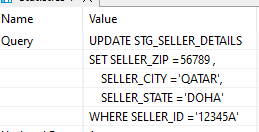 Name Value
Query UPDATE STG_SELLER_DETAILS
SET SELLER_ZIP =56789 ,
SELLER_CITY ='QATAR',
SELLER_STATE ='DOHA'
WHERE SELLER_ID ='12345A'